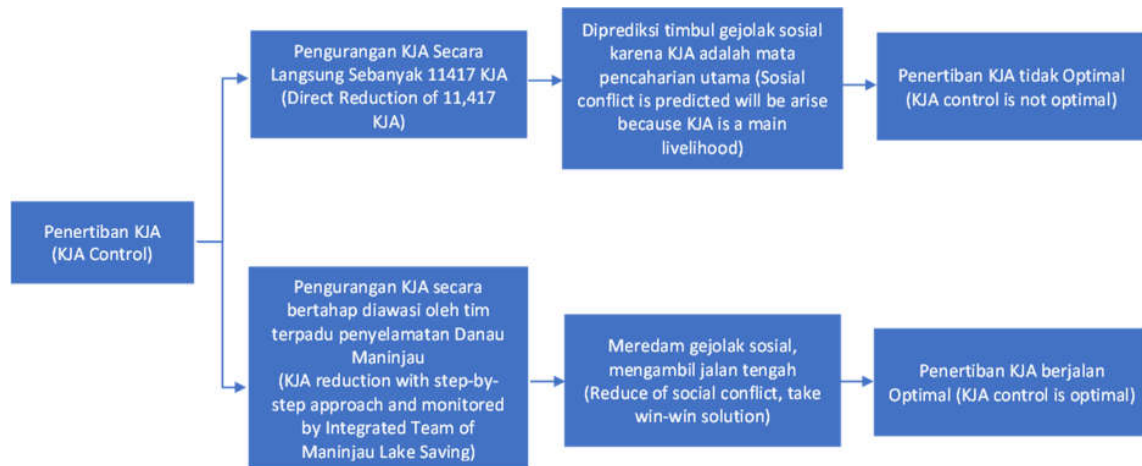 Penertiban KJA
(KJA Control)
Pengurangan KJA Secara
Langsung Sebanyak 11417 KJA
(Direct Reduction of 11,417
KJA)
Diprediksi timbul gejolak sosial
karena KJA adalah mata
pencaharian utama (Sosial
conflict is predicted will be arise
because KJA is a main
livelihood)
Penertiban KJA tidak Optimal
(KJA control is not optimal)
Pengurangan KJA secara
bertahap diawasi oleh tim
terpadu penyelamatan Danau
Maninjau
(KJA reduction with step-by-
step approach and monitored
by Integrated Team of
Maninjau Lake Saving)
Meredam gejolak sosial,
mengambil jalan tengah
(Reduce of social conflict, take
win-win solution)
Penertiban KJA berjalan
Optimal (KJA control is optimal)